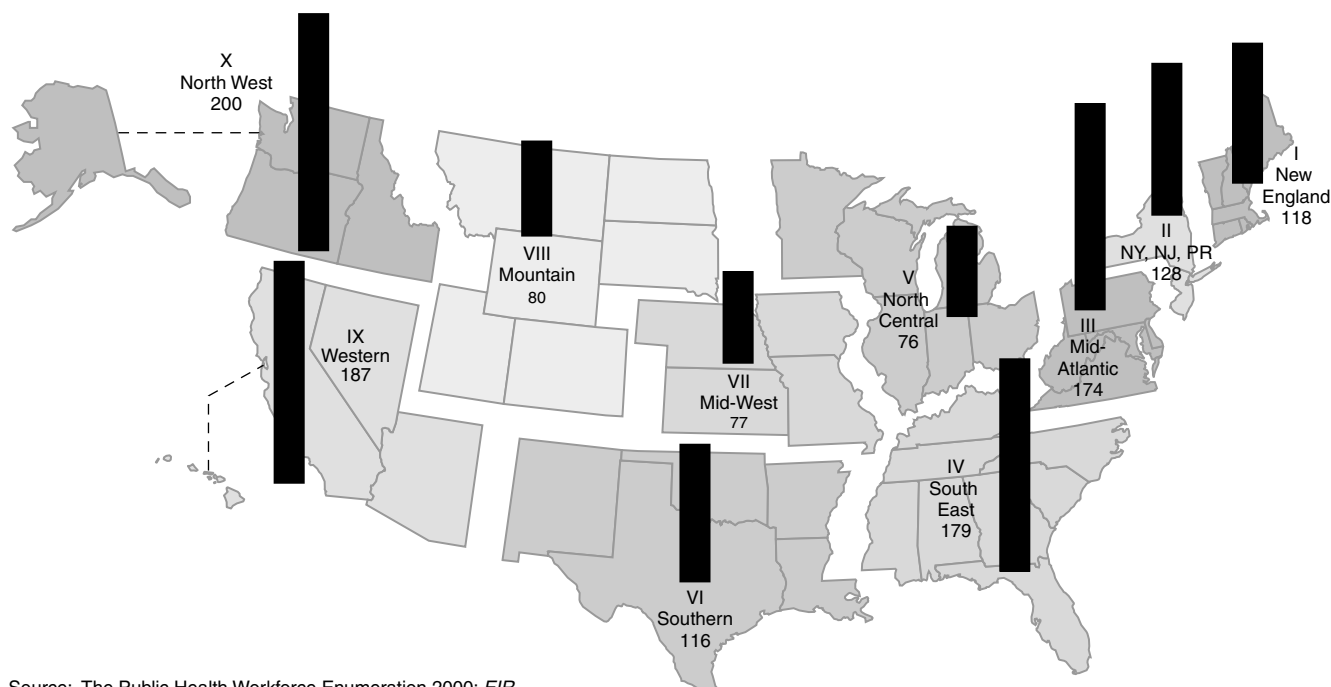 X
North West
200
I
New
England
118
II
NY, NJ, PR
128
VIII
Mountain
80
V
North
Central
76
III
Mid-
Atlantic
174
IX
Western
187
VII
Mid-West
77
IV
South
East
179
VI
Southern
116
Source: The Public Health Workforce Enumeration 2000; EIR